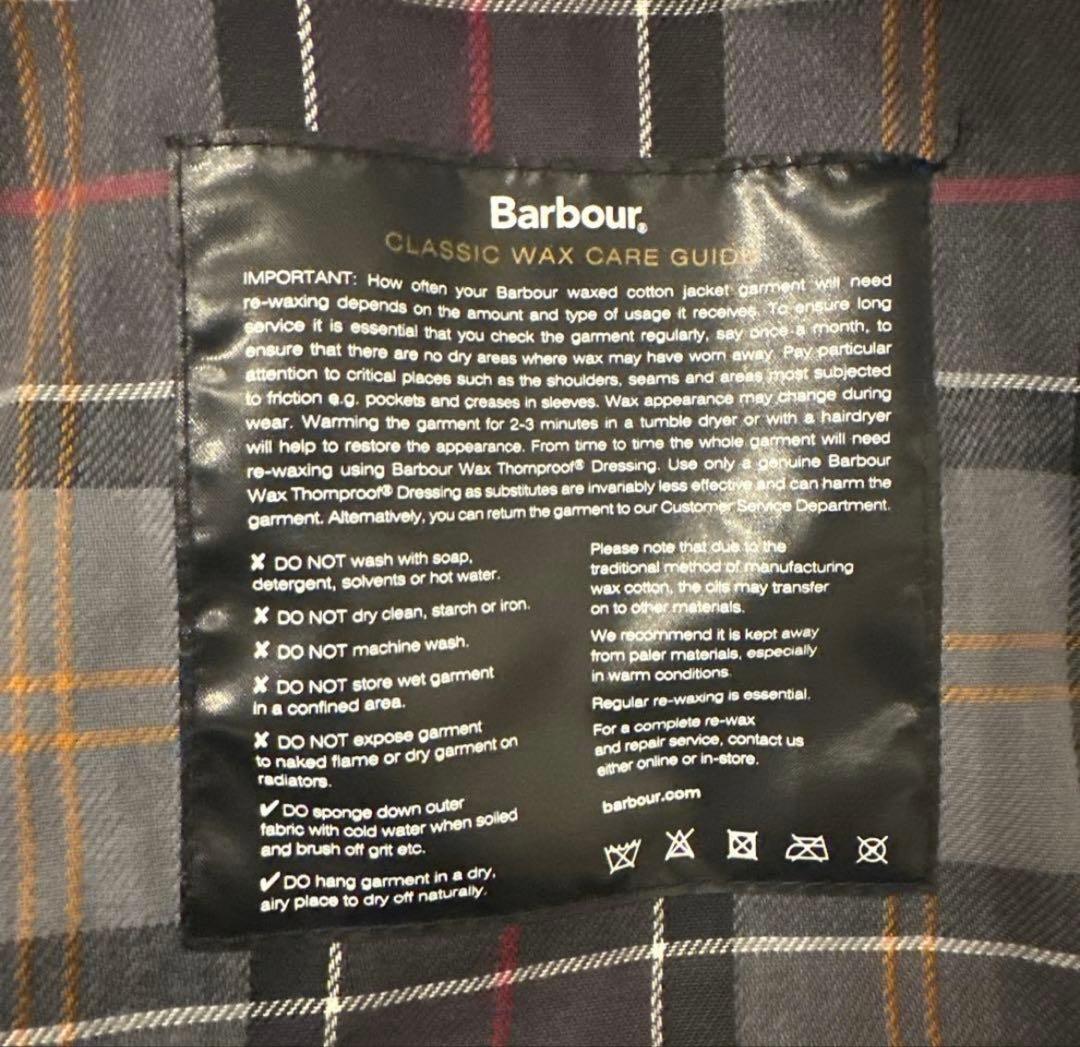 Barbour®
CLASSIC WAX CARE GUIDE
IMPORTANT: How often your Barbour waxed cotton jacket garment will need
re-waxing depends on the amount and type of usage it receives. To ensure long
service it is essential that you check the garment regularly, say once a month, to
ensure that there are no dry areas where wax may have worn away. Pay particular
attention to critical places such as the shoulders, seams and areas most subjected
to friction e.g. pockets and creases in sleeves. Wax appearance may change during
wear. Warming the garment for 2-3 minutes in a tumble dryer or with a hairdryer
will help to restore the appearance. From time to time the whole garment will need
re-waxing using Barbour Wax Thornproof® Dressing. Use only a genuine Barbour
Wax Thornproof® Dressing as substitutes are invariably less effective and can harm the
garment. Alternatively, you can return the garment to our Customer Service Department.
✘ DO NOT wash with soap,
detergent, solvents or hot water.
✘ DO NOT dry clean, starch or iron.
✘ DO NOT machine wash.
✘ DO NOT store wet garment
in a confined area.
✘ DO NOT expose garment
to naked flame or dry garment on
radiators.
✔ DO sponge down outer
fabric with cold water when soiled
and brush off grit etc.
✔ DO hang garment in a dry,
airy place to dry off naturally.
Please note that due to the
traditional method of manufacturing
wax cotton, the oils may transfer
on to other materials.
We recommend it is kept away
from paler materials, especially
in warm conditions.
Regular re-waxing is essential.
For a complete re-wax
and repair service, contact us
either online or in-store.
barbour.com